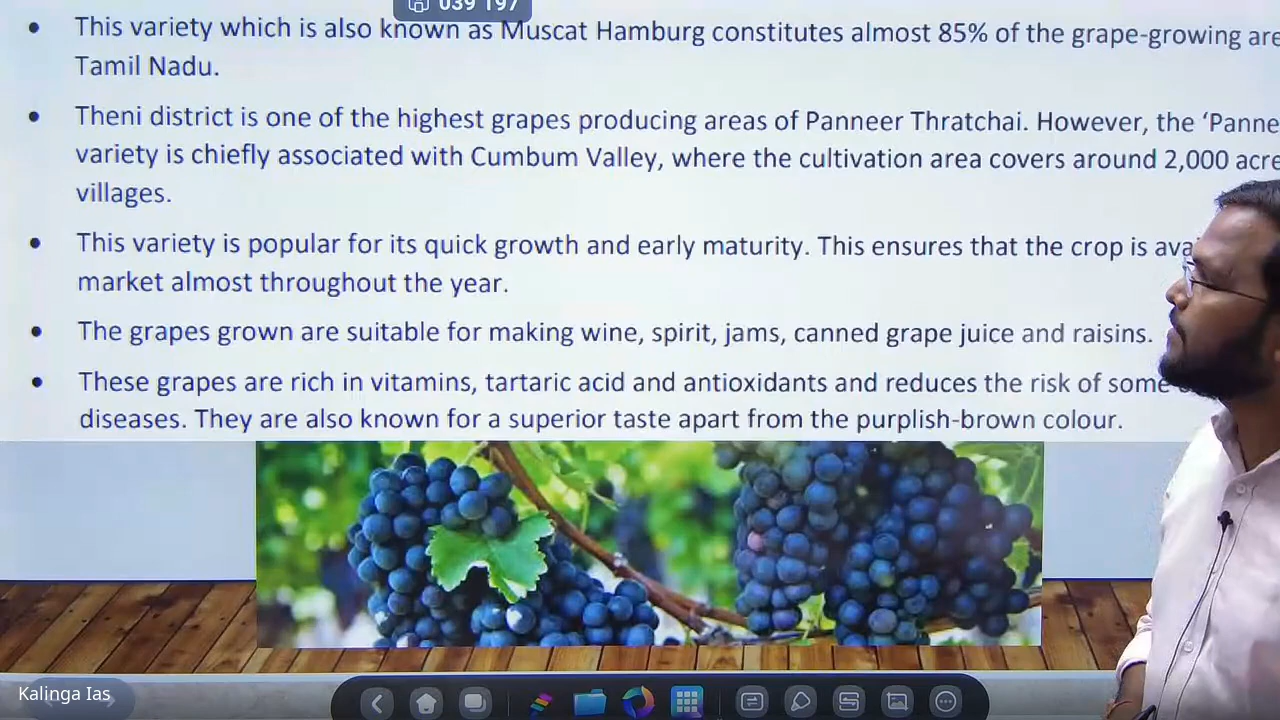 039 197
This variety which is also known as Muscat Hamburg constitutes almost 85% of the grape-growing are
Tamil Nadu.
Theni district is one of the highest grapes producing areas of Panneer Thratchai. However, the ‘Panne
variety is chiefly associated with Cumbum Valley, where the cultivation area covers around 2,000 acre
villages.
This variety is popular for its quick growth and early maturity. This ensures that the crop is ava
market almost throughout the year.
The grapes grown are suitable for making wine, spirit, jams, canned grape juice and raisins.
These grapes are rich in vitamins, tartaric acid and antioxidants and reduces the risk of some
diseases. They are also known for a superior taste apart from the purplish-brown colour.
Kalinga Ias